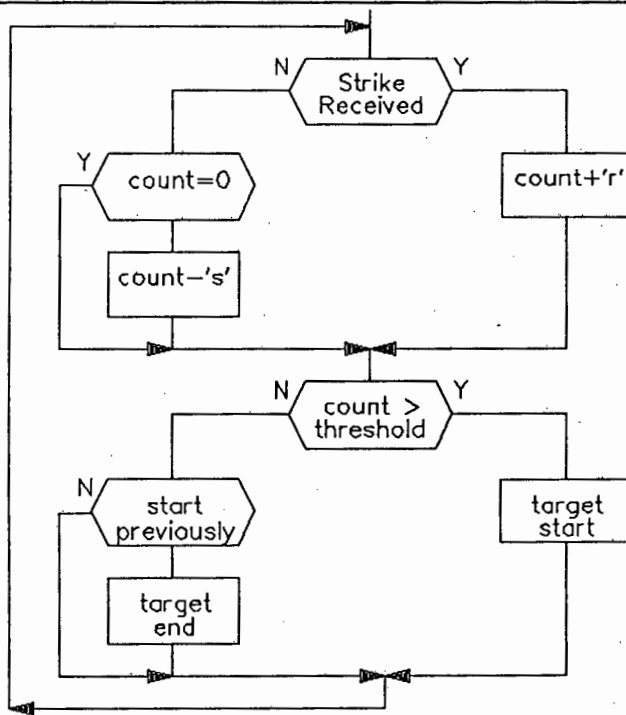 N
Strike
Received
Y
Y
count=0
count+'r'
count-'s'
N
count >
threshold
Y
N
start
previously
target
start
target
end